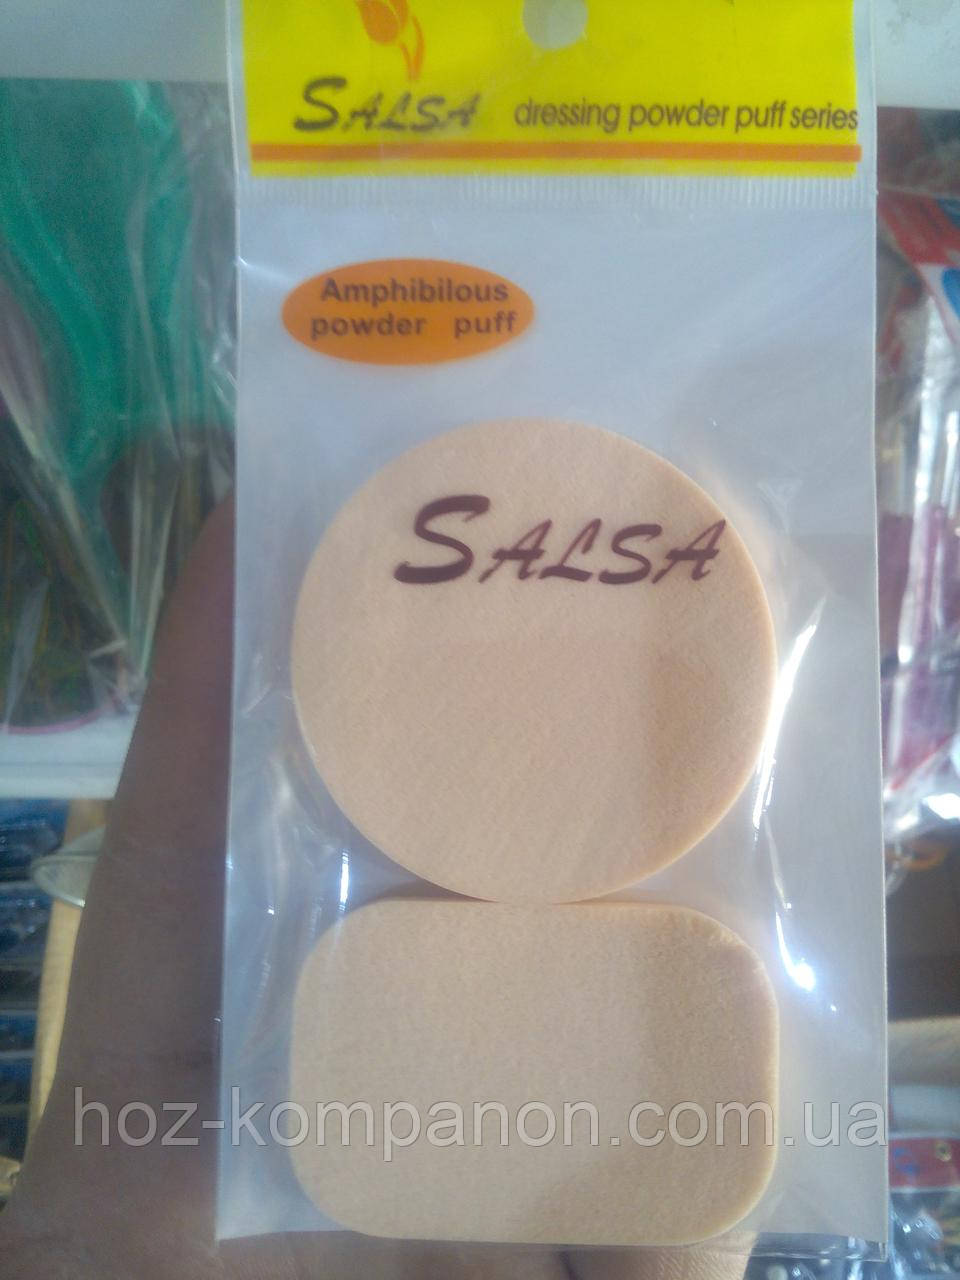 SALSA dressing powder puff series
Amphibilous
powder puff
SALSA
hoz-kompanon.com.ua